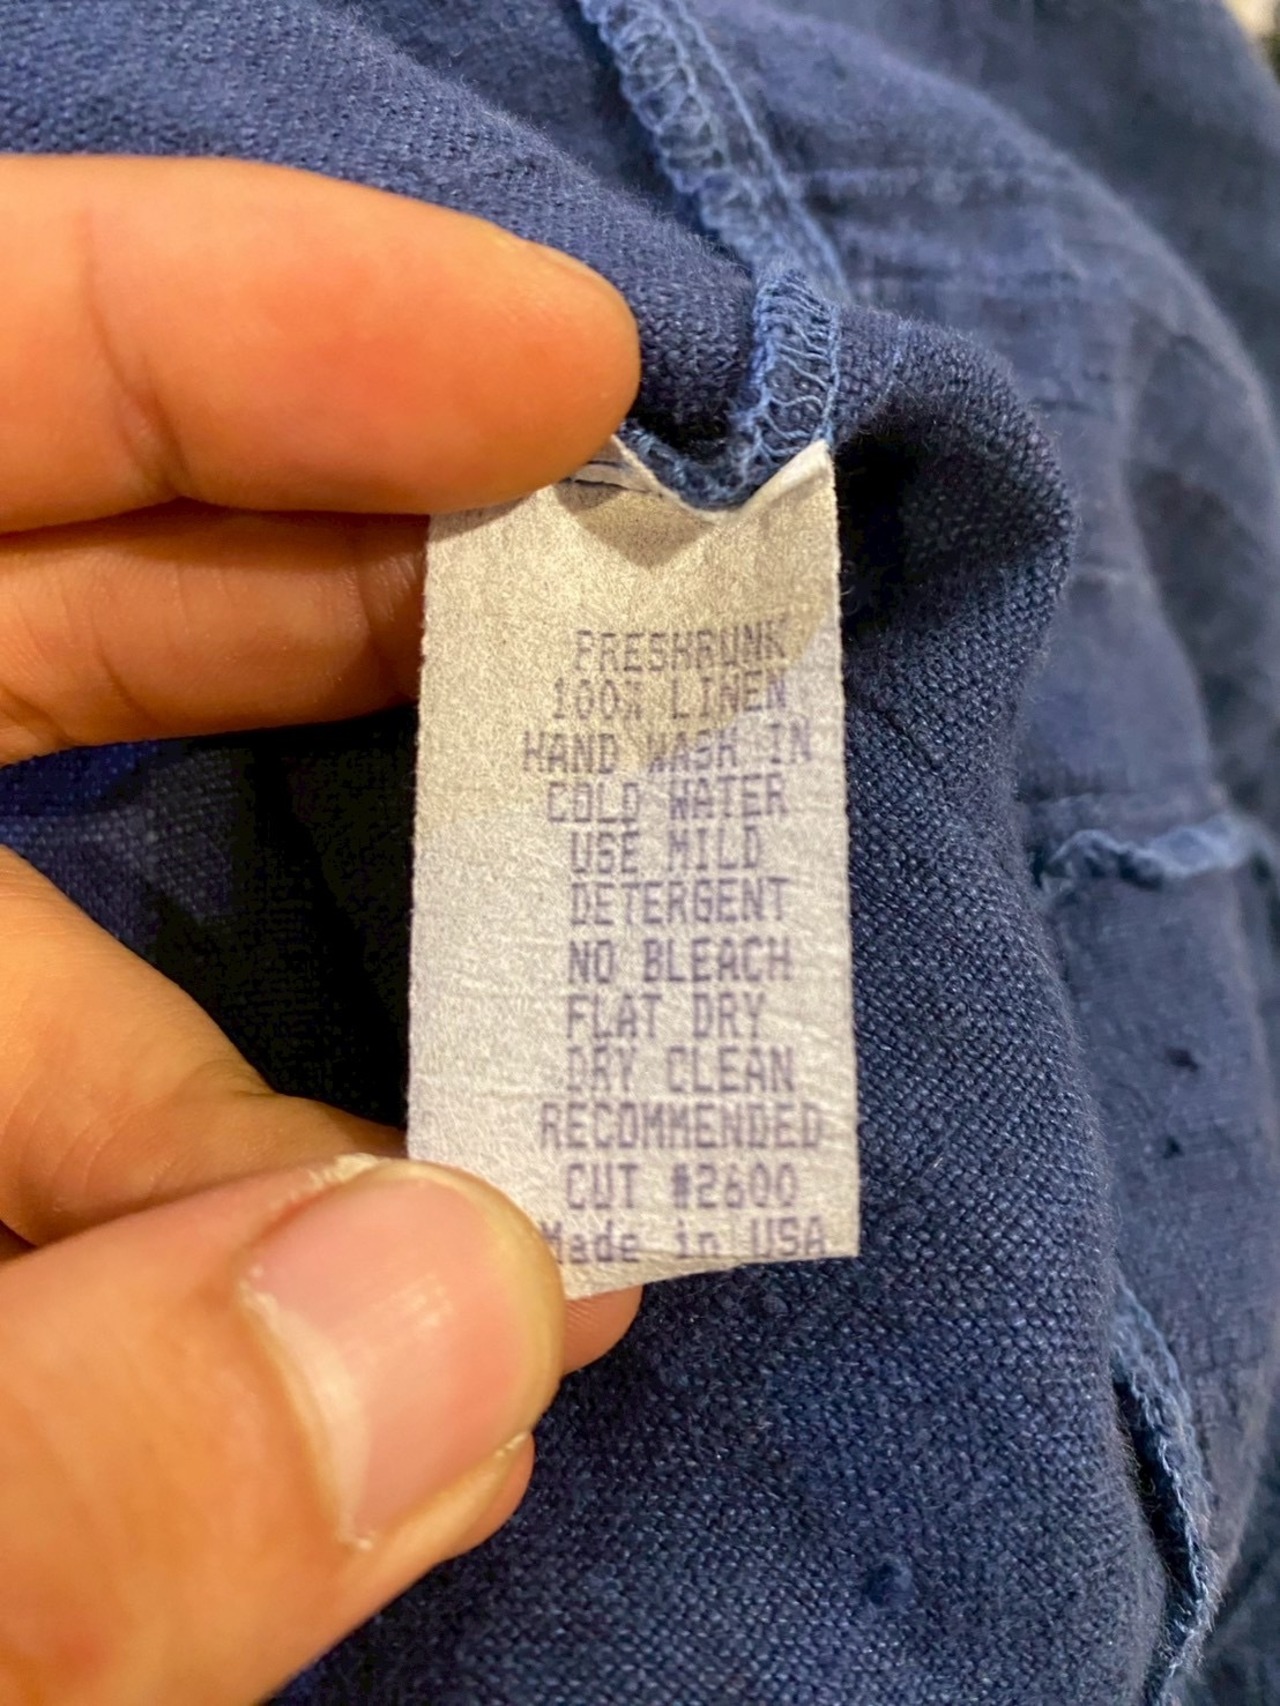 PRESHRUNK
100% LINEN
HAND WASH IN
COLD WATER
USE MILD
DETERGENT
NO BLEACH
FLAT DRY
DRY CLEAN
RECOMMENDED
CUT #2600
Made in USA